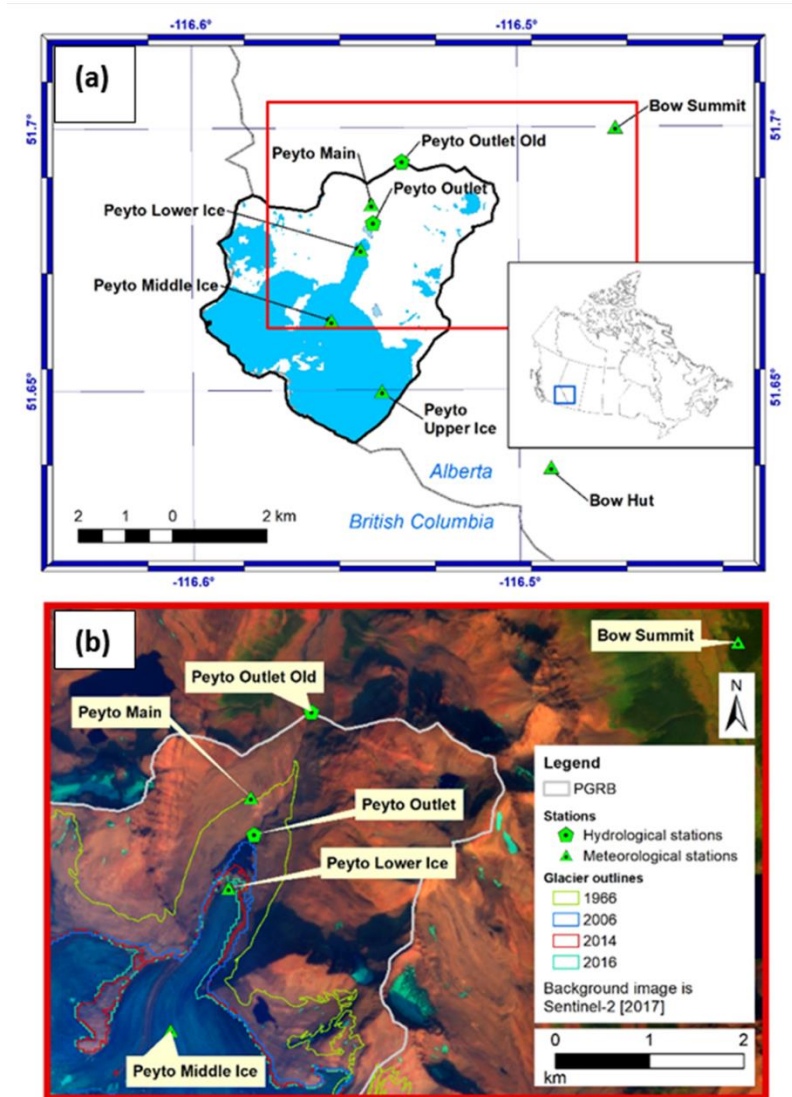 (a)
-116.6°
-116.5°
51.7°
51.7°
Bow Summit
Peyto Outlet Old
Peyto Main
Peyto Outlet
Peyto Lower Ice
Peyto Middle Ice
51.65°
51.65°
Peyto
Upper Ice
Alberta
Bow Hut
British Columbia
2 1 0 2 km
-116.6°
-116.5°
(b)
Bow Summit
Peyto Outlet Old
N
Peyto Main
Legend
PGRB
Peyto Outlet
Stations
Hydrological stations
Meteorological stations
Peyto Lower Ice
Glacier outlines
1966
2006
2014
2016
Background image is
Sentinel-2 [2017]
Peyto Middle Ice
0 1 2
km